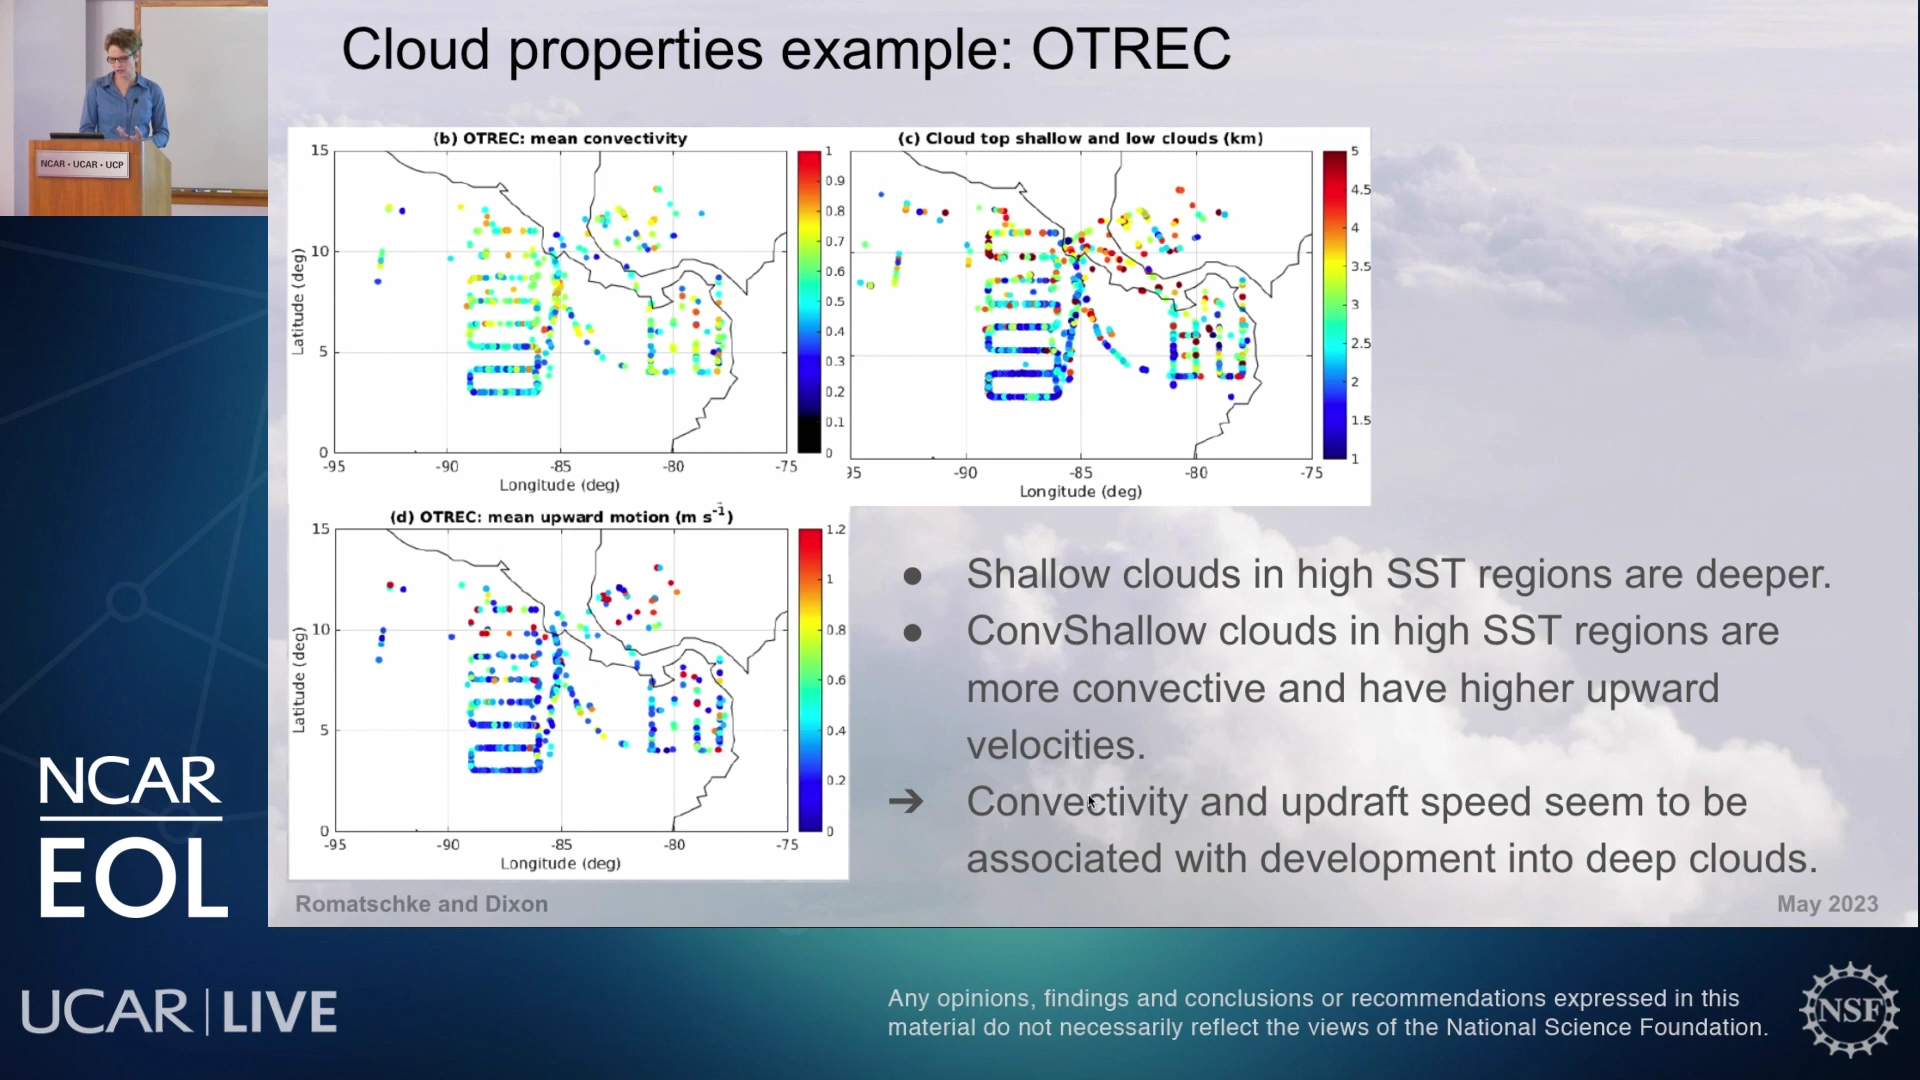 NCAR • UCAR • UCP
Cloud properties example: OTREC
(b) OTREC: mean convectivity
15
10
5
0
Latitude (deg)
-95
-90
-85
-80
-75
Longitude (deg)
1
0.9
0.8
0.7
0.6
0.5
0.4
0.3
0.2
0.1
0
(c) Cloud top shallow and low clouds (km)
95
-90
-85
-80
-75
Longitude (deg)
5
4.5
4
3.5
3
2.5
2
1.5
1
(d) OTREC: mean upward motion (m s-1)
15
10
5
0
Latitude (deg)
-95
-90
-85
-80
-75
Longitude (deg)
1.2
1
0.8
0.6
0.4
0.2
0
● Shallow clouds in high SST regions are deeper.
● ConvShallow clouds in high SST regions are
more convective and have higher upward
velocities.
➔ Convectivity and updraft speed seem to be
associated with development into deep clouds.
Romatschke and Dixon
May 2023
NCAR
EOL
UCAR | LIVE
Any opinions, findings and conclusions or recommendations expressed in this
material do not necessarily reflect the views of the National Science Foundation.
NSF